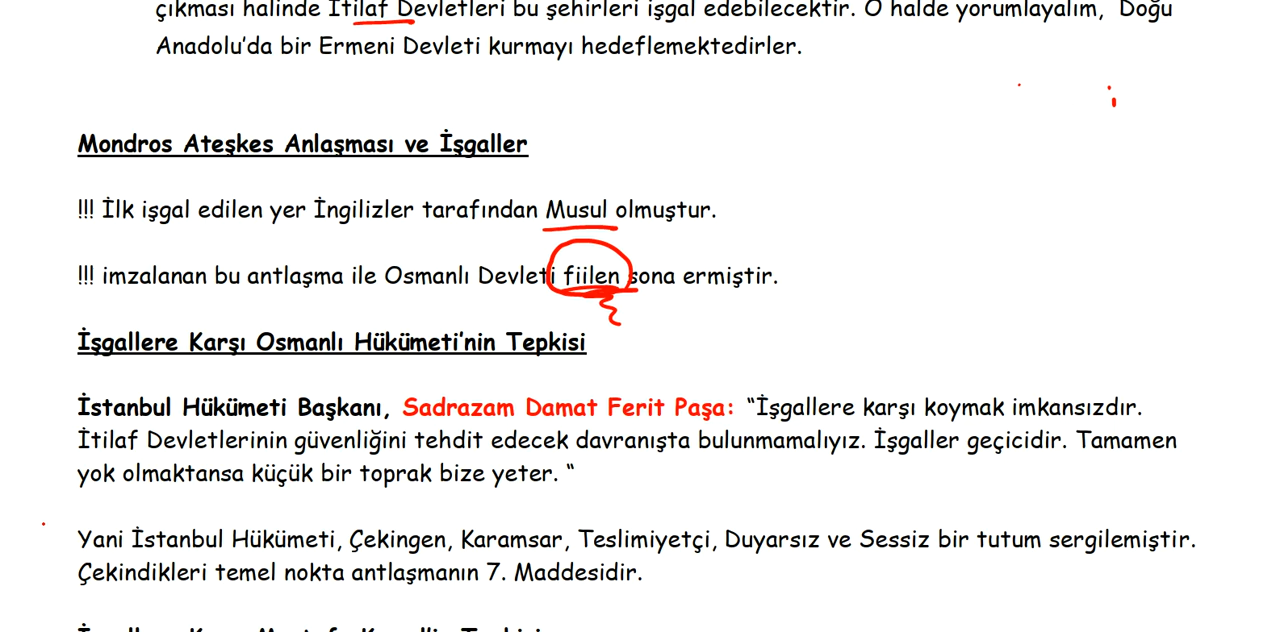 çıkması halinde İtilaf Devletleri bu şehirleri işgal edebilecektir. O halde yorumlayalım, Doğu
Anadolu’da bir Ermeni Devleti kurmayı hedeflemektedirler.
Mondros Ateşkes Anlaşması ve İşgaller
!!! İlk işgal edilen yer İngilizler tarafından Musul olmuştur.
!!! imzalanan bu antlaşma ile Osmanlı Devleti fiilen sona ermiştir.
İşgallere Karşı Osmanlı Hükümeti’nin Tepkisi
İstanbul Hükümeti Başkanı, Sadrazam Damat Ferit Paşa: “İşgallere karşı koymak imkansızdır.
İtilaf Devletlerinin güvenliğini tehdit edecek davranışta bulunmamalıyız. İşgaller geçicidir. Tamamen
yok olmaktansa küçük bir toprak bize yeter. “
Yani İstanbul Hükümeti, Çekingen, Karamsar, Teslimiyetçi, Duyarsız ve Sessiz bir tutum sergilemiştir.
Çekindikleri temel nokta antlaşmanın 7. Maddesidir.